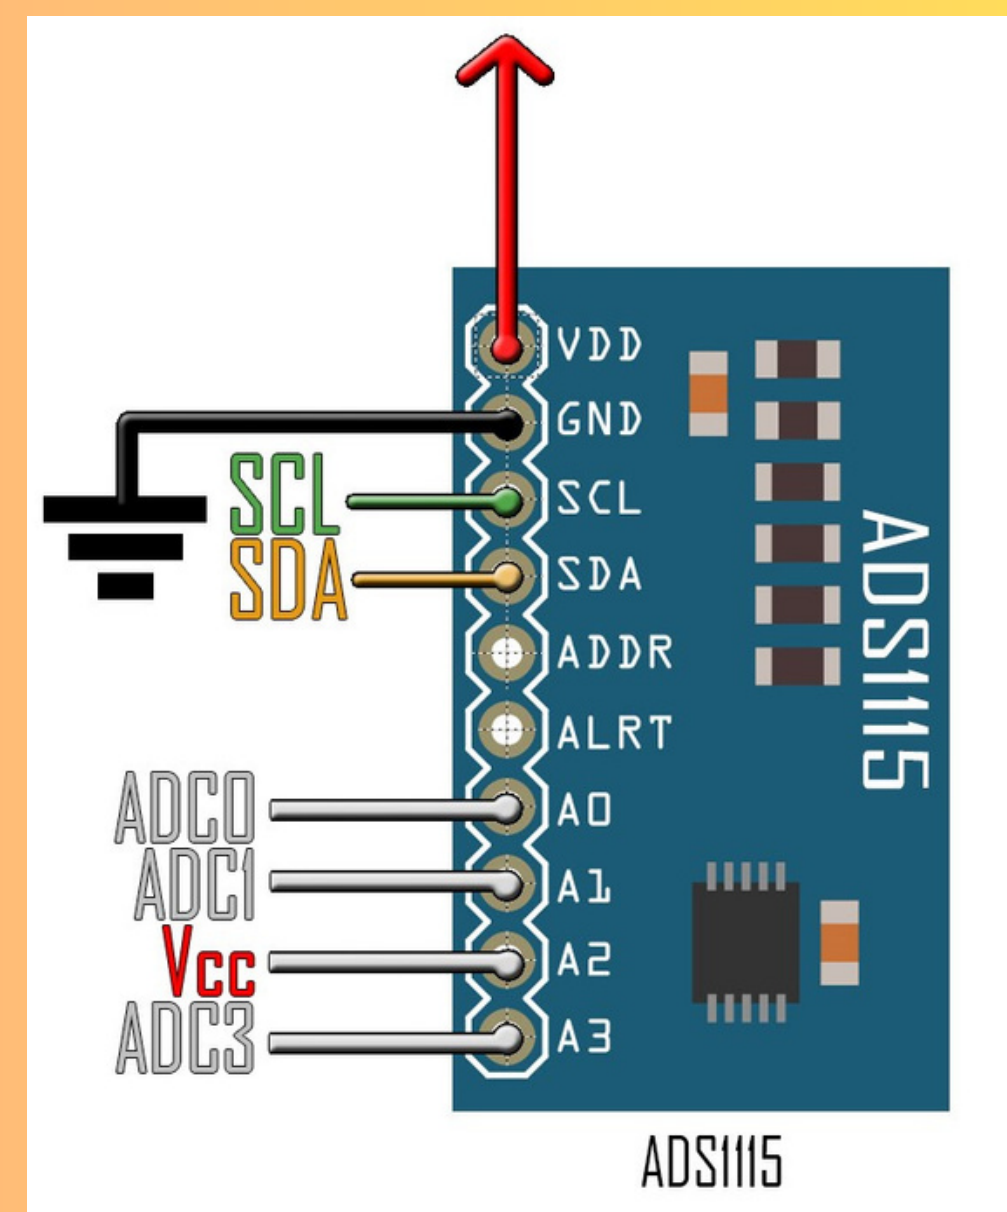 VDD
GND
SCL SCL
SDA SDA
ADDR
ALRT
ADC0 A0
ADC1 A1
Vcc A2
ADC3 A3
ADS1115
ADS1115